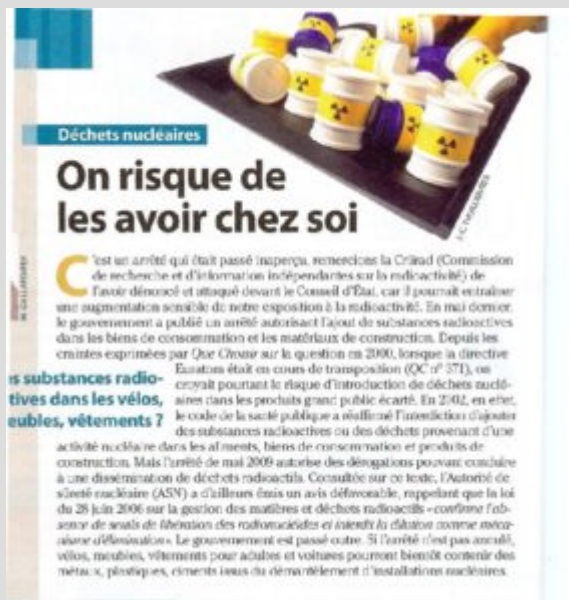 Déchets nucléaires
On risque de
les avoir chez soi
C'est un arrêté qui était passé inaperçu, remercions la Criirad (Commission
de recherche et d'information indépendantes sur la radioactivité) de
l'avoir dénoncé et attaqué devant le Conseil d'État, car il pourrait entraîner
une augmentation sensible de notre exposition à la radioactivité. En mai dernier,
le gouvernement a publié un arrêté autorisant l'ajout de substances radioactives
dans les biens de consommation et les matériaux de construction. Depuis les
craintes exprimées par Que Choisir sur la question en 2000, lorsque la directive
Euratom était en cours de transposition (QC n° 371), on
croyait pourtant le risque d'introduction de déchets nuclé-
aires dans les produits grand public écarté. En 2002, en effet,
le code de la santé publique a réaffirmé l'interdiction d'ajouter
des substances radioactives ou des déchets provenant d'une
activité nucléaire dans les aliments, biens de consommation et produits de
construction. Mais l'arrêté de mai 2009 autorise des dérogations pouvant conduire
à une dissémination de déchets radioactifs. Consultée sur ce texte, l'Autorité de
sûreté nucléaire (ASN) a d'ailleurs émis un avis défavorable, rappelant que la loi
du 28 juin 2006 sur la gestion des matières et déchets radioactifs «confirme l'ab-
sence de seuils de libération des radionucléides et interdit la dilution comme méca-
nisme d'élimination». Le gouvernement est passé outre. Si l'arrêté n'est pas annulé,
vélos, meubles, vêtements pour adultes et voitures pourront bientôt contenir des
métaux, plastiques, ciments issus du démantèlement d'installations nucléaires.
s substances radio-
tives dans les vélos,
eubles, vêtements ?